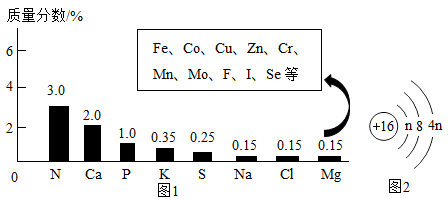 质量分数/%
6
4
2
0
Fe、Co、Cu、Zn、Cr、
Mn、Mo、F、I、Se 等
3.0
2.0
1.0
0.35
0.25
0.15
0.15
0.15
N Ca P K S Na Cl Mg
图1
+16 n 8 4n
图2